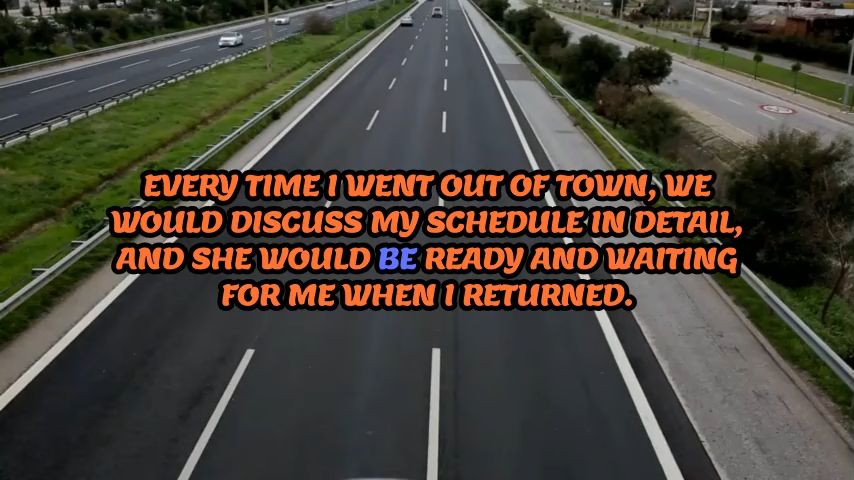 EVERY TIME I WENT OUT OF TOWN, WE
WOULD DISCUSS MY SCHEDULE IN DETAIL,
AND SHE WOULD BE READY AND WAITING
FOR ME WHEN I RETURNED.